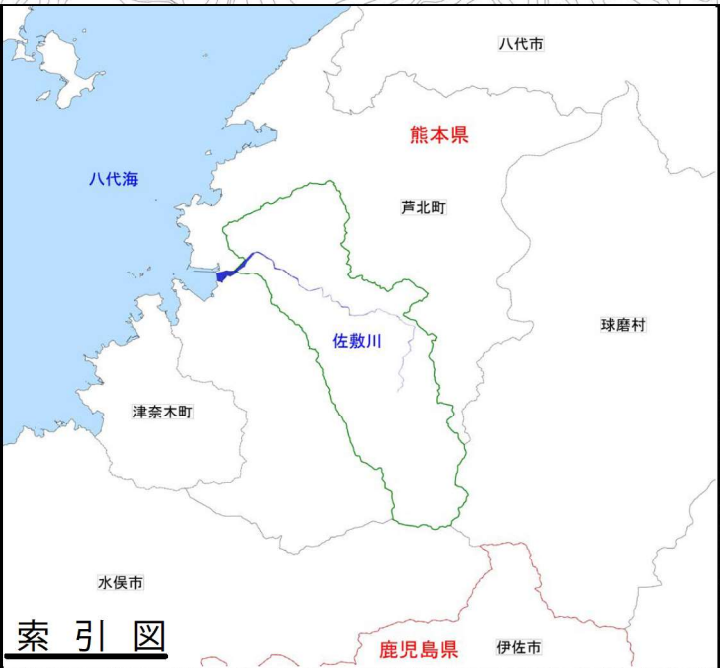 八代市
熊本県
八代海
芦北町
球磨村
佐敷川
津奈木町
水俣市
索引図
鹿児島県
伊佐市